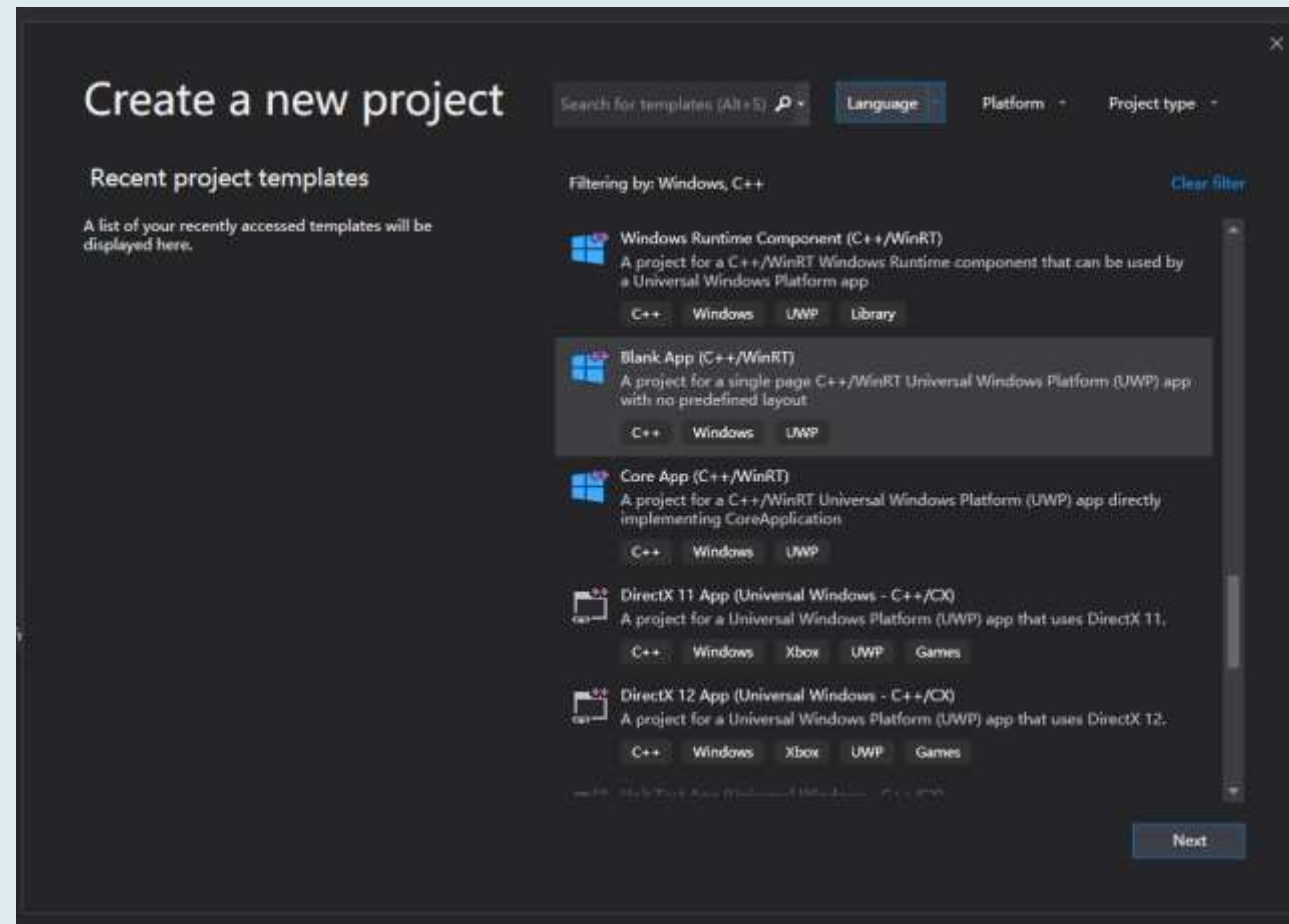 Create a new project
Search for templates (Alt+S)
Language
Platform
Project type
Recent project templates
A list of your recently accessed templates will be
displayed here.
Filtering by: Windows, C++
Clear filter
Windows Runtime Component (C++/WinRT)
A project for a C++/WinRT Windows Runtime component that can be used by
a Universal Windows Platform app
C++ Windows UWP Library
Blank App (C++/WinRT)
A project for a single page C++/WinRT Universal Windows Platform (UWP) app
with no predefined layout
C++ Windows UWP
Core App (C++/WinRT)
A project for a C++/WinRT Universal Windows Platform (UWP) app directly
implementing CoreApplication
C++ Windows UWP
DirectX 11 App (Universal Windows - C++/CX)
A project for a Universal Windows Platform (UWP) app that uses DirectX 11.
C++ Windows Xbox UWP Games
DirectX 12 App (Universal Windows - C++/CX)
A project for a Universal Windows Platform (UWP) app that uses DirectX 12.
C++ Windows Xbox UWP Games
Next